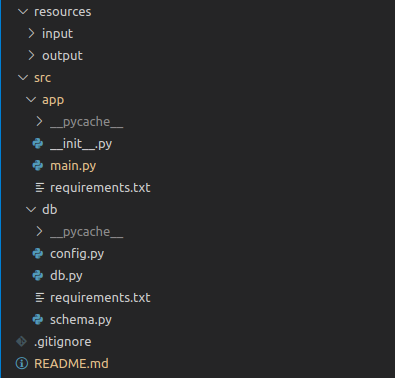 resources
input
output
src
app
__pycache__
__init__.py
main.py
requirements.txt
db
__pycache__
config.py
db.py
requirements.txt
schema.py
.gitignore
README.md